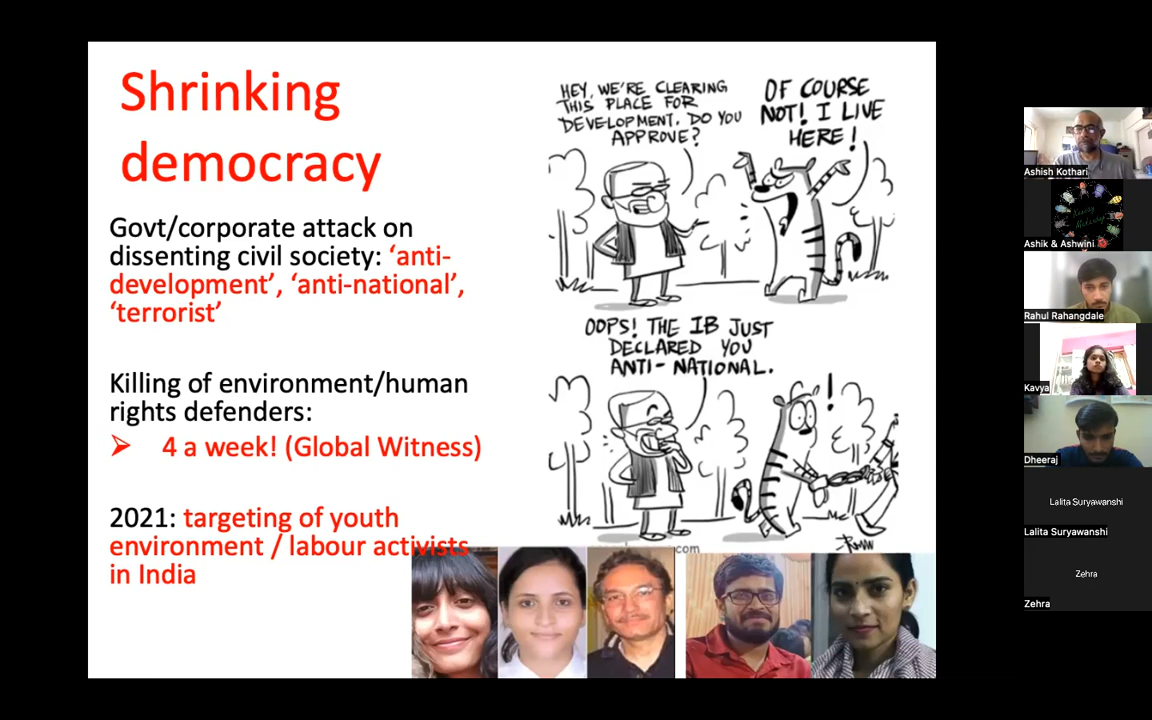 Shrinking
democracy
Govt/corporate attack on
dissenting civil society: ‘anti-
development’, ‘anti-national’,
‘terrorist’
Killing of environment/human
rights defenders:
4 a week! (Global Witness)
2021: targeting of youth
environment / labour activists
in India
HEY, WE'RE CLEARING
THIS PLACE FOR
DEVELOPMENT. DO YOU
APPROVE?
OF COURSE
NOT! I LIVE
HERE!
OOPS! THE IB JUST
DECLARED YOU
ANTI-NATIONAL.
!
com
Ashish Kothari
Ashik & Ashwini
Rahul Rahangdale
Kavya
Dheeraj
Lalita Suryawanshi
Lalita Suryawanshi
Zehra
Zehra